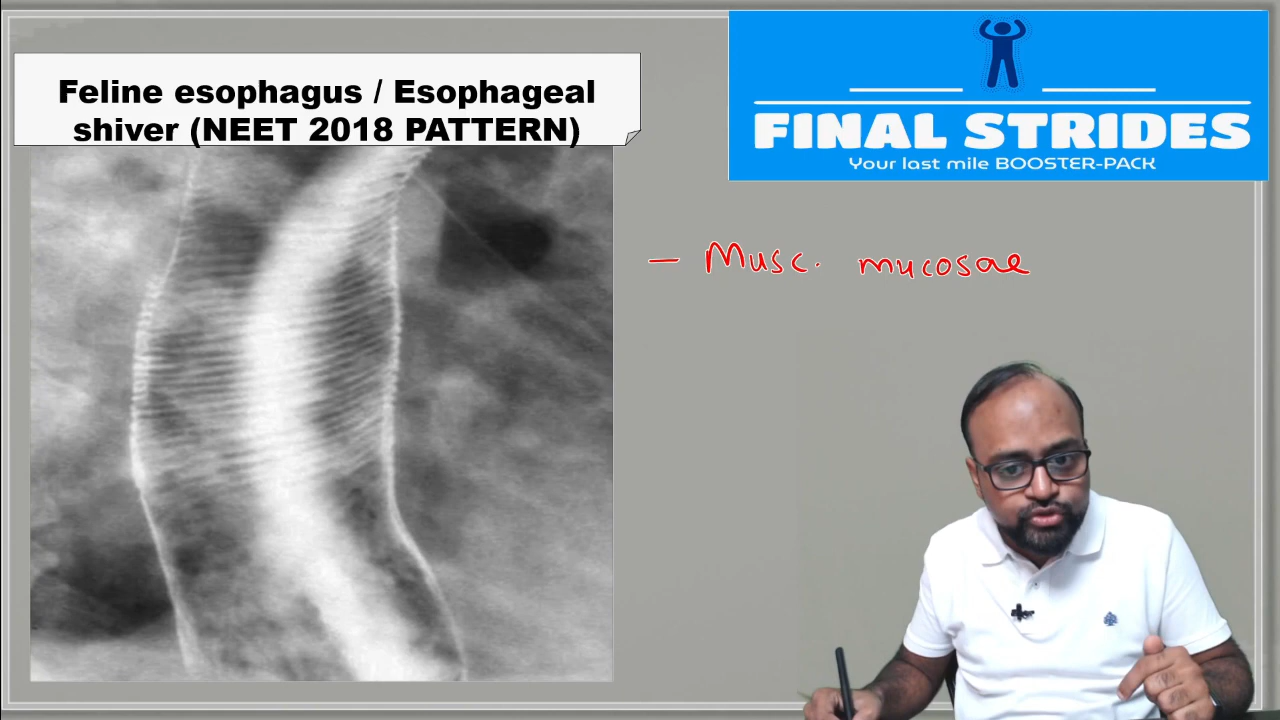 Feline esophagus / Esophageal
shiver (NEET 2018 PATTERN)
FINAL STRIDES
Your last mile BOOSTER-PACK
- Musc. mucosae